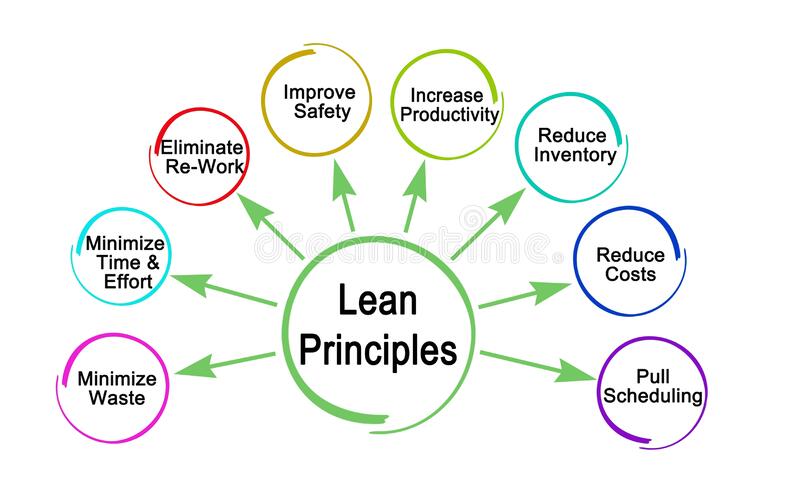 Improve
Safety
Increase
Productivity
Eliminate
Re-Work
Reduce
Inventory
Minimize
Time &
Effort
Reduce
Costs
Lean
Principles
Minimize
Waste
Pull
Scheduling
dreamstime